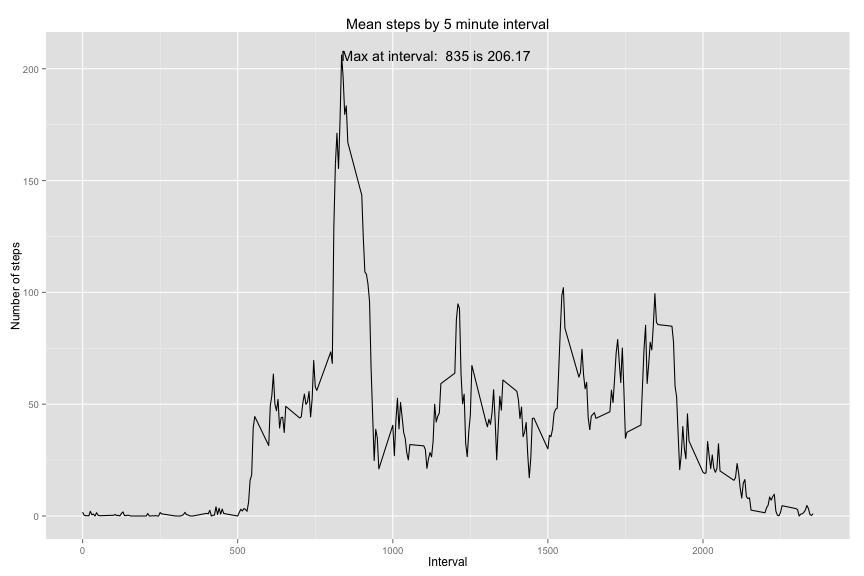 Mean steps by 5 minute interval
Max at interval:  835 is 206.17
Number of steps
200
150
100
50
0
0 500 1000 1500 2000
Interval